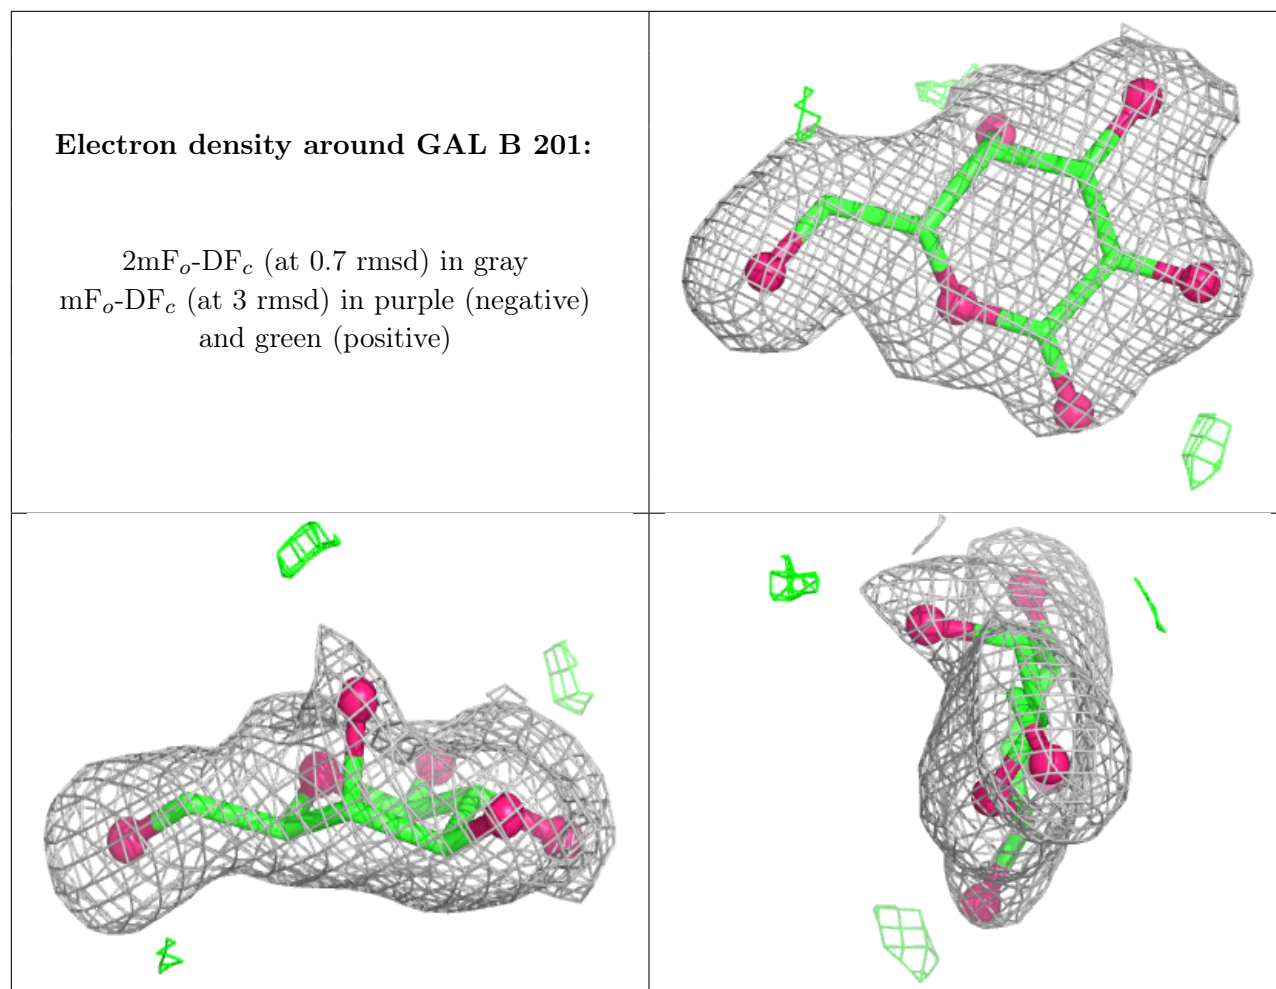 Electron density around GAL B 201:
2mFₒ-DF𝑐 (at 0.7 rmsd) in gray
mFₒ-DF𝑐 (at 3 rmsd) in purple (negative)
and green (positive)